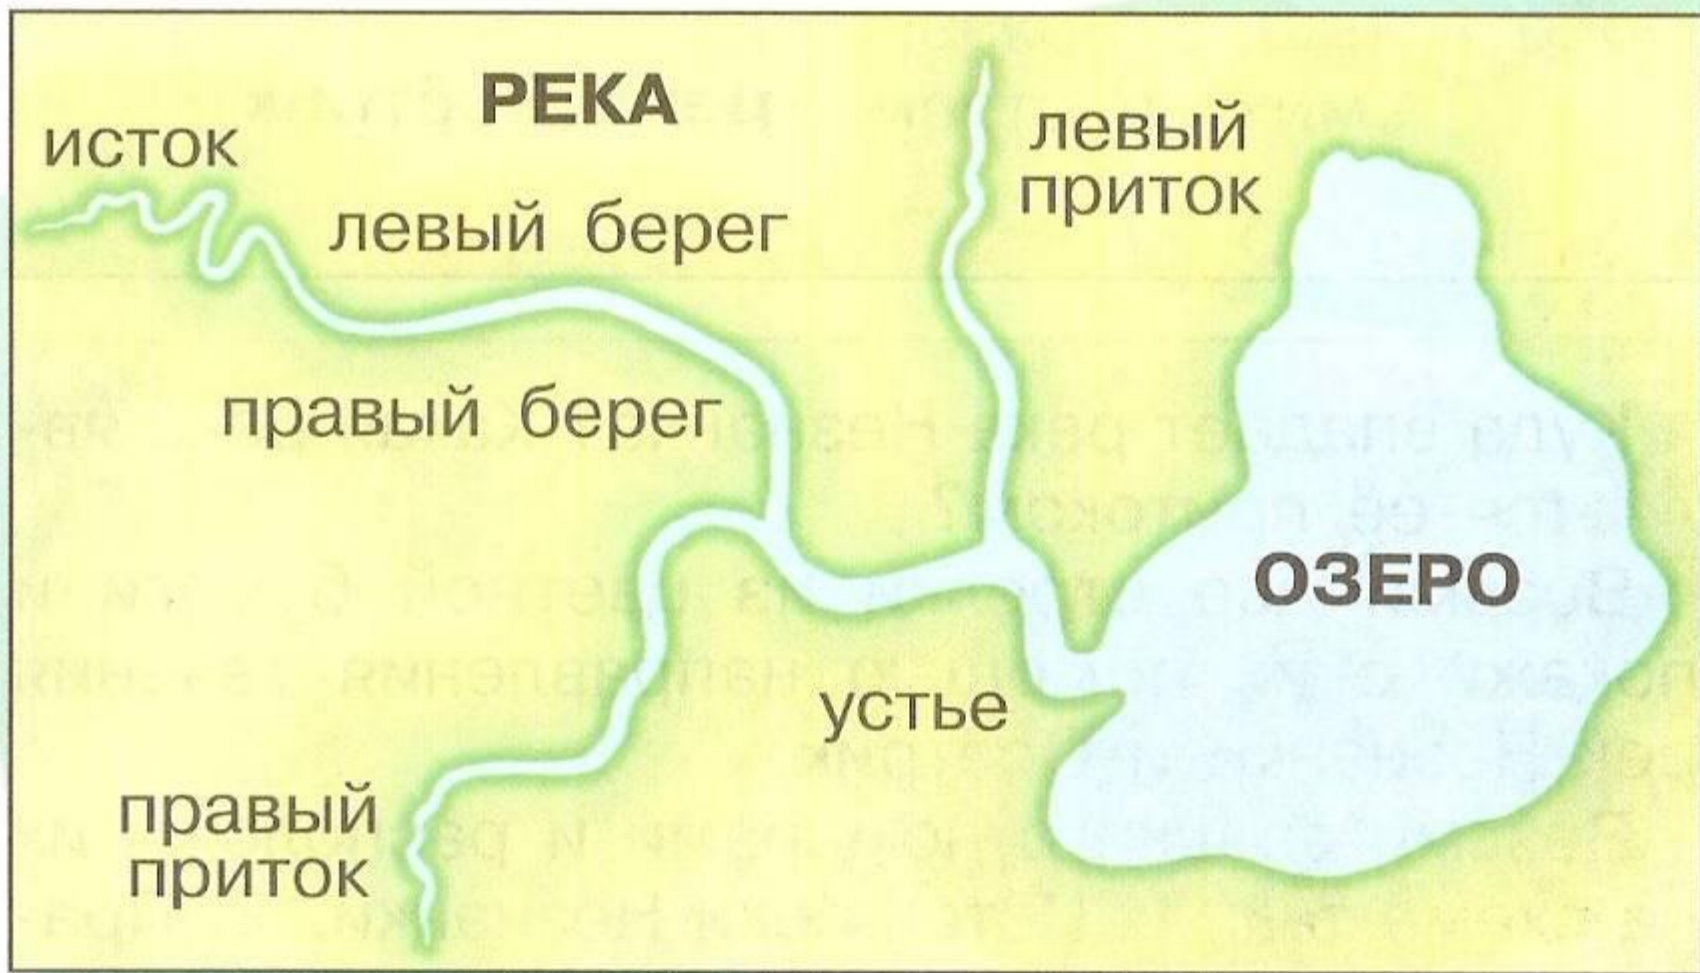 РЕКА
исток
левый берег
левый
приток
правый берег
ОЗЕРО
устье
правый
приток